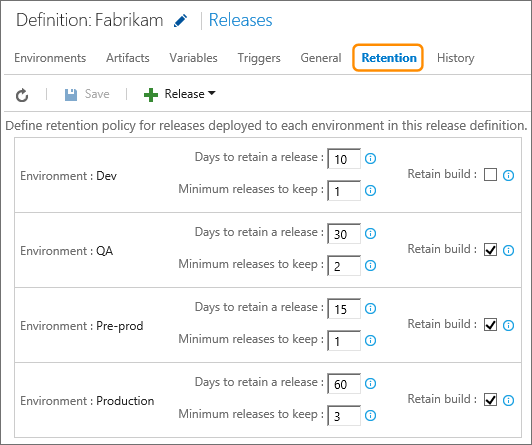 Definition: Fabrikam | Releases
Environments Artifacts Variables Triggers General Retention History
Save Release
Define retention policy for releases deployed to each environment in this release definition.
Days to retain a release : 10
Environment : Dev Retain build :
Minimum releases to keep : 1
Days to retain a release : 30
Environment : QA Retain build :
Minimum releases to keep : 2
Days to retain a release : 15
Environment : Pre-prod Retain build :
Minimum releases to keep : 1
Days to retain a release : 60
Environment : Production Retain build :
Minimum releases to keep : 3